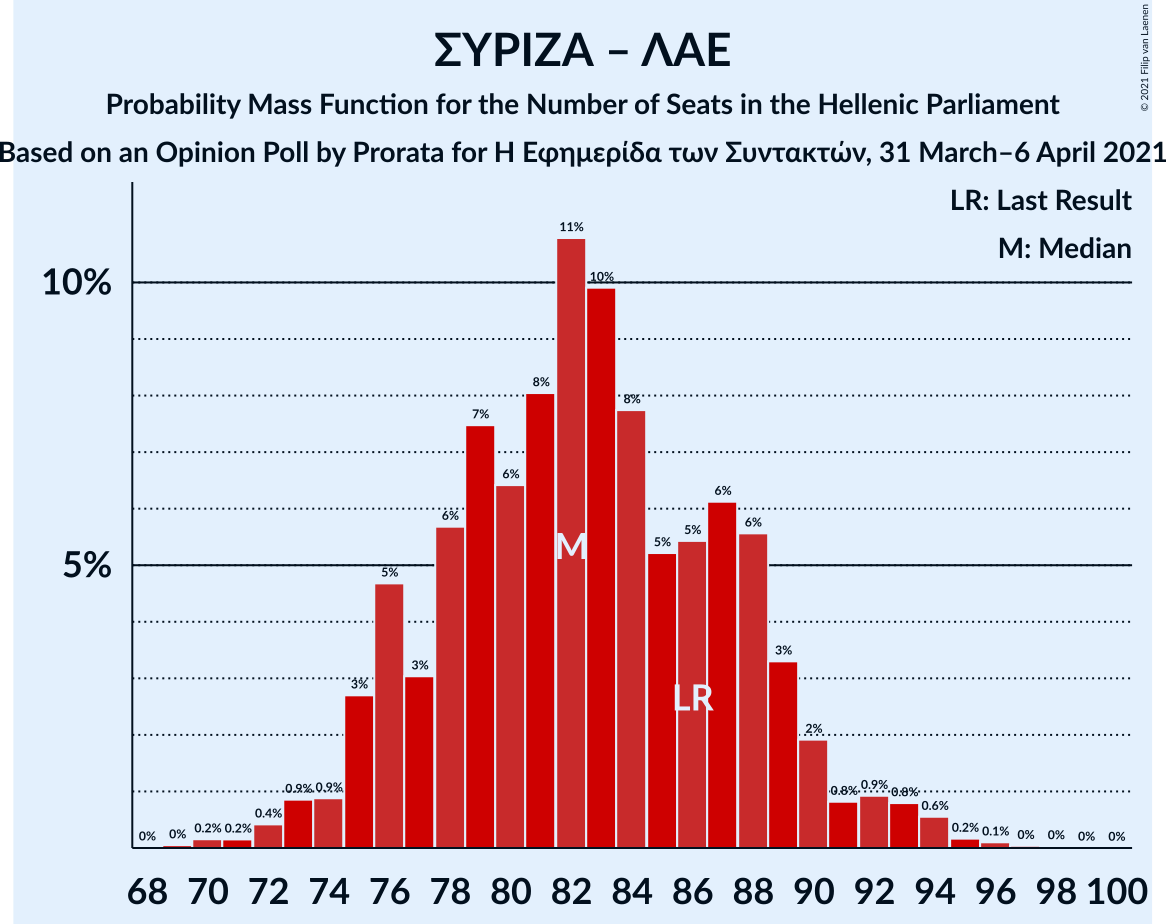 © 2021 Filip van Laenen
ΣΥΡΙΖΑ – ΛΑΕ
Probability Mass Function for the Number of Seats in the Hellenic Parliament
Based on an Opinion Poll by Prorata for Η Εφημερίδα των Συντακτών, 31 March–6 April 2021
LR: Last Result
M: Median
10%
5%
0% 0% 0.2% 0.2% 0.4% 0.9% 0.9% 3% 5% 3% 6% 7% 6% 8% 11% 10% 8% 5% 5% 6% 6% 3% 2% 0.8% 0.9% 0.8% 0.6% 0.2% 0.1% 0% 0% 0% 0%
M
LR
68 70 72 74 76 78 80 82 84 86 88 90 92 94 96 98 100